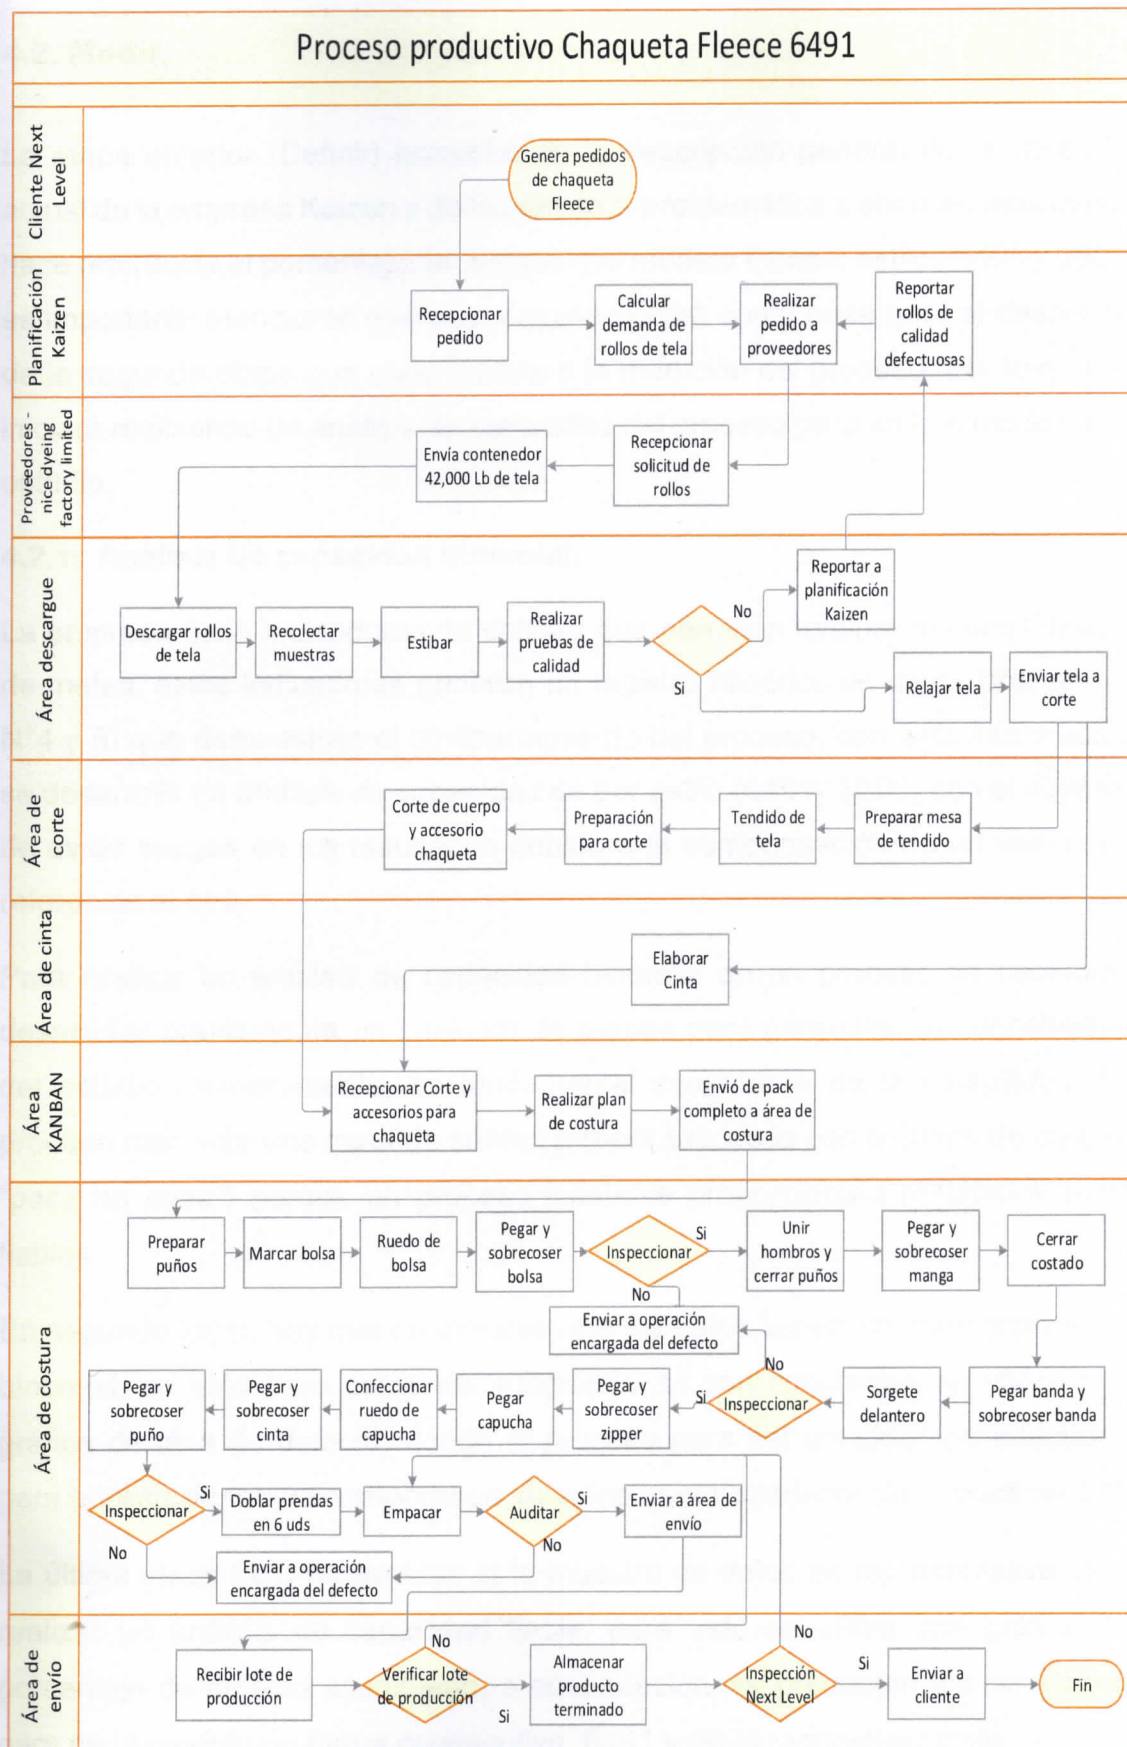 Proceso productivo Chaqueta Fleece 6491
Cliente Next
Level
Genera pedidos
de chaqueta
Fleece
Planificación
Kaizen
Recepcionar
pedido
Calcular
demanda de
rollos de tela
Realizar
pedido a
proveedores
Reportar
rollos de
calidad
defectuosas
Proveedores -
nice dyeing
factory limited
Envía contenedor
42,000 Lb de tela
Recepcionar
solicitud de
rollos
Área descargue
Descargar rollos
de tela
Recolectar
muestras
Estibar
Realizar
pruebas de
calidad
No
Si
Reportar a
planificación
Kaizen
Relajar tela
Enviar tela a
corte
Área de
corte
Corte de cuerpo
y accesorio
chaqueta
Preparación
para corte
Tendido de
tela
Preparar mesa
de tendido
Área de cinta
Elaborar
Cinta
Área
KANBAN
Recepcionar Corte y
accesorios para
chaqueta
Realizar plan
de costura
Envió de pack
completo a área de
costura
Área de costura
Preparar
puños
Marcar bolsa
Ruedo de
bolsa
Pegar y
sobrecoser
bolsa
Inspeccionar
Si
No
Unir
hombros y
cerrar puños
Pegar y
sobrecoser
manga
Cerrar
costado
Enviar a operación
encargada del defecto
No
Pegar y
sobrecoser
puño
Pegar y
sobrecoser
cinta
Confeccionar
ruedo de
capucha
Pegar
capucha
Pegar y
sobrecoser
zipper
Si
Inspeccionar
Sorgete
delantero
Pegar banda y
sobrecoser banda
Inspeccionar
Si
No
Doblar prendas
en 6 uds
Empacar
Auditar
Si
No
Enviar a área de
envío
Enviar a operación
encargada del defecto
Área de
envío
Recibir lote de
producción
Verificar lote
de producción
No
Si
Almacenar
producto
terminado
No
Inspección
Next Level
Si
Enviar a
cliente
Fin